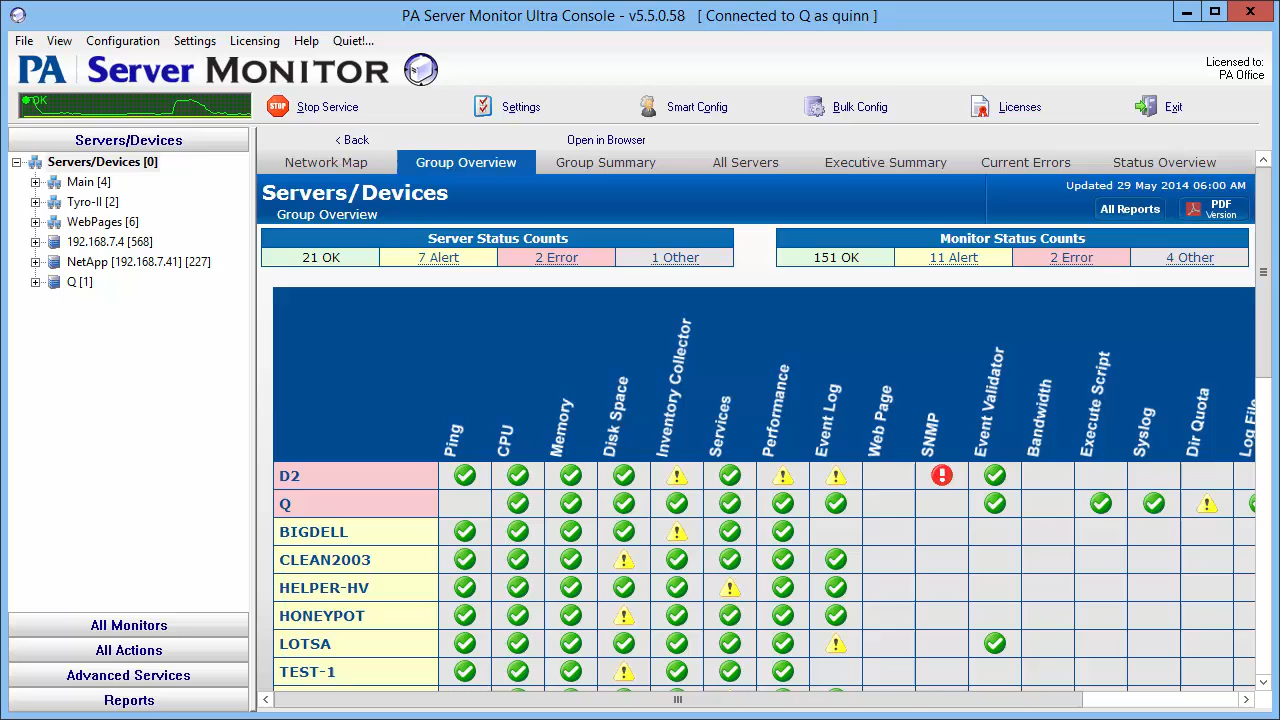 PA Server Monitor Ultra Console - v5.5.0.58 [ Connected to Q as quinn ]
File View Configuration Settings Licensing Help Quiet!...
PA Server MONITOR
Licensed to:
PA Office
OK
Stop Service Settings Smart Config Bulk Config Licenses Exit
STOP
Servers/Devices
< Back Open in Browser
Servers/Devices [0]
Main [4]
Tyro-II [2]
WebPages [6]
192.168.7.4 [568]
NetApp [192.168.7.41] [227]
Q [1]
All Monitors
All Actions
Advanced Services
Reports
Network Map Group Overview Group Summary All Servers Executive Summary Current Errors Status Overview
Servers/Devices
Group Overview
Updated 29 May 2014 06:00 AM
All Reports PDF Version
Server Status Counts
21 OK 7 Alert 2 Error 1 Other
Monitor Status Counts
151 OK 11 Alert 2 Error 4 Other
Ping CPU Memory Disk Space Inventory Collector Services Performance Event Log Web Page SNMP Event Validator Bandwidth Execute Script Syslog Dir Quota Log File
D2
Q
BIGDELL
CLEAN2003
HELPER-HV
HONEYPOT
LOTSA
TEST-1